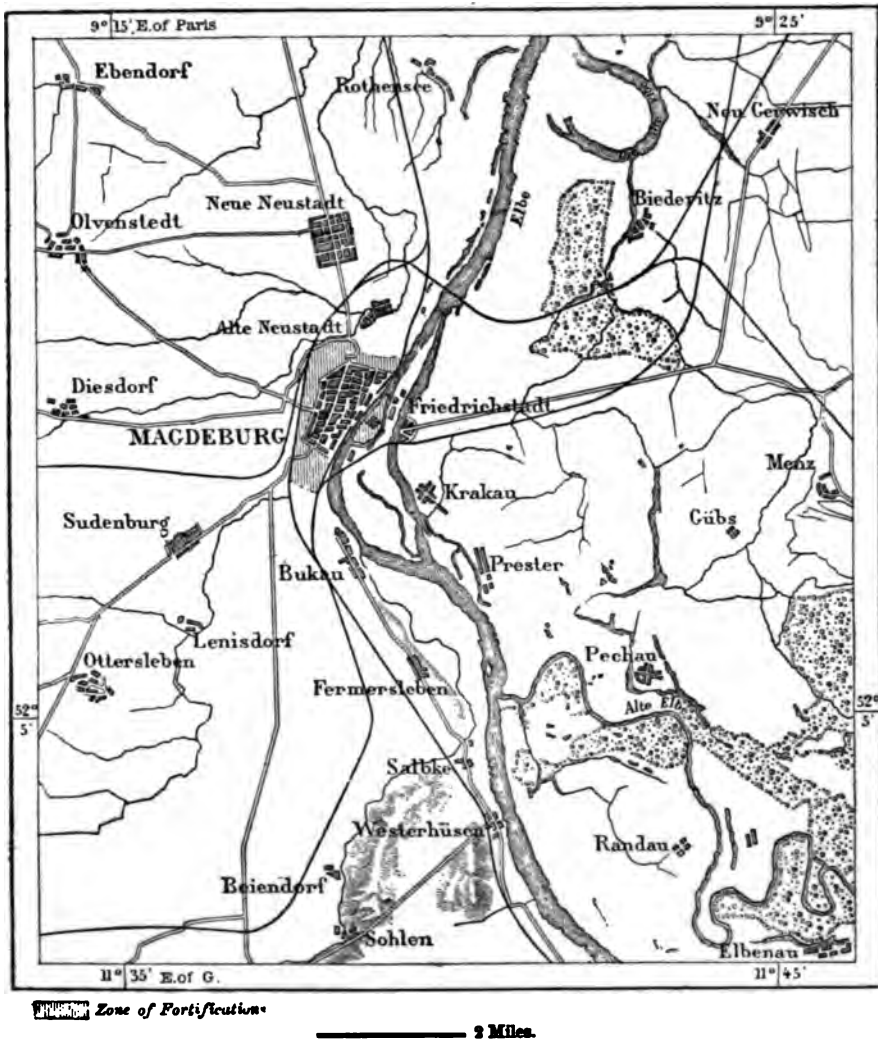 9° 15′ E. of Paris
9° 25′
Ebendorf
Rothensee
Neu Gerwisch
Neue Neustadt
Elbe
Biederitz
Olvenstedt
Alte Neustadt
Diesdorf
Friedrichstadt
MAGDEBURG
Menz
Krakau
Gübs
Sudenburg
Bukau
Prester
Lenisdorf
Ottersleben
Pechau
Fermersleben
Alte Elbe
52° 5′
52° 5′
Salbke
Westerhüsen
Randau
Beiendorf
Sohlen
Elbenau
11° 35′ E. of G.
11° 45′
Zone of Fortifications
2 Miles.